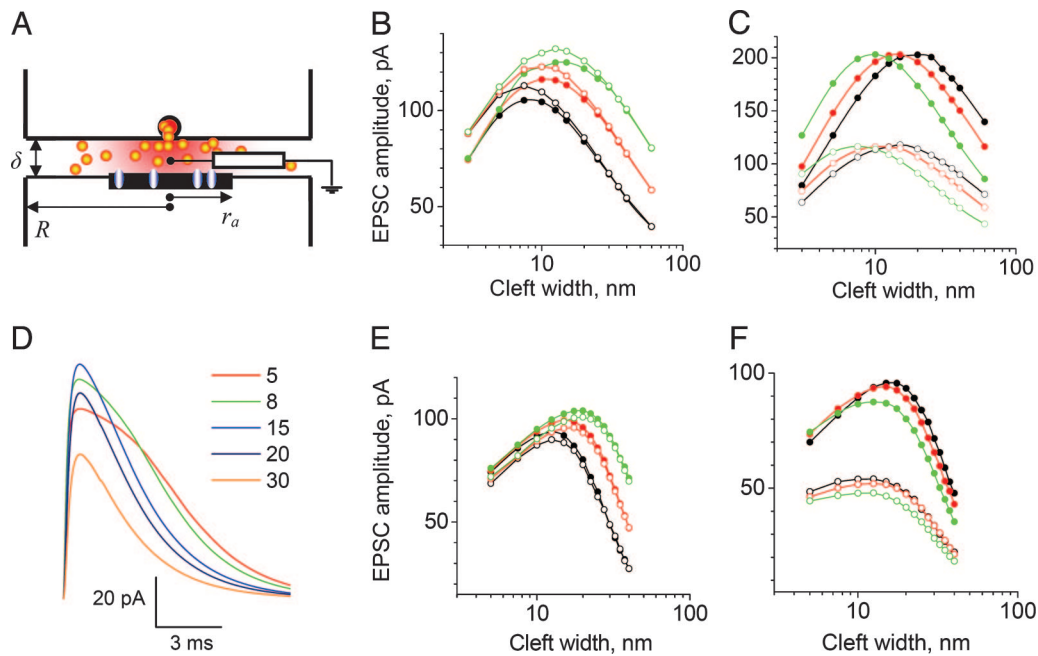 A
δ
R
r_a
B
EPSC amplitude, pA
100
50
10
100
Cleft width, nm
C
200
150
100
50
10
100
Cleft width, nm
D
5
8
15
20
30
20 pA
3 ms
E
EPSC amplitude, pA
100
50
10
100
Cleft width, nm
F
100
50
10
100
Cleft width, nm